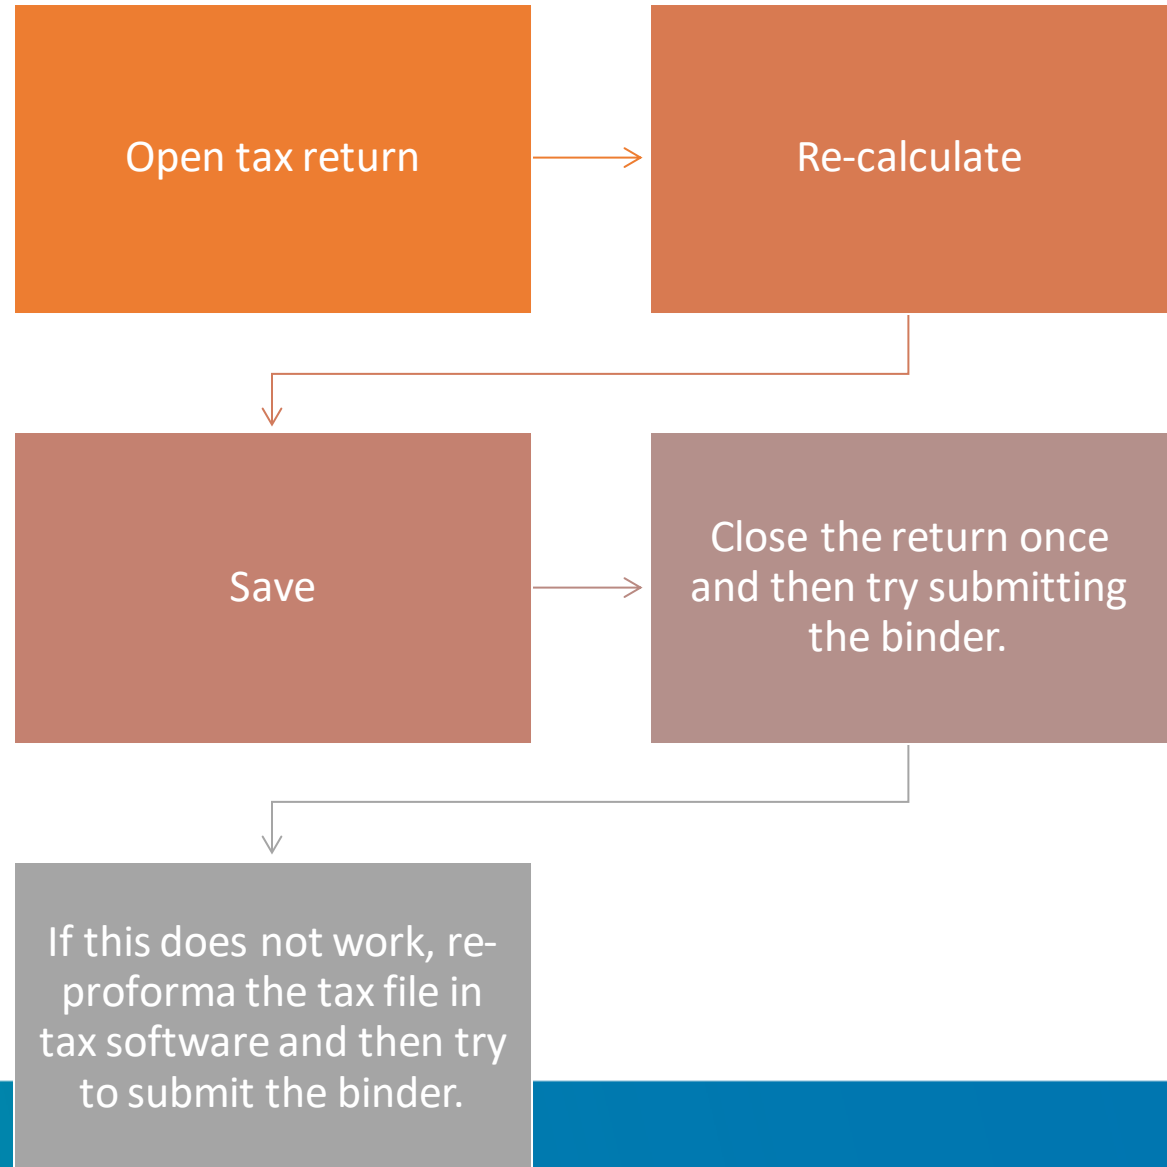 Open tax return
Re-calculate
Save
Close the return once
and then try submitting
the binder.
If this does not work, re-
proforma the tax file in
tax software and then try
to submit the binder.